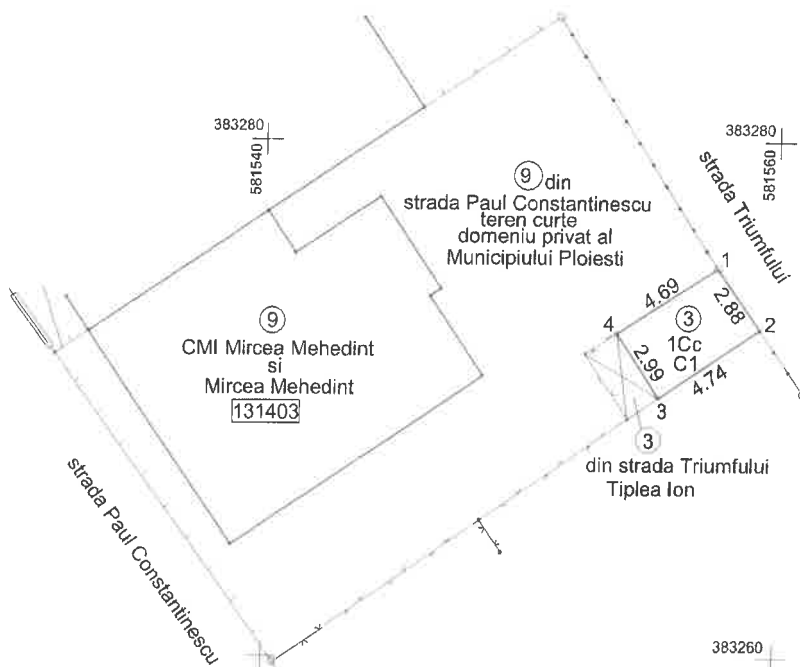 383280
581540
383280
581560
strada Triumfului
9 din
strada Paul Constantinescu
teren curte
domeniu privat al
Municipiului Ploiesti
1
4.69
2.88
2
3
1Cc
C1
4
2.99
4.74
3
9
CMI Mircea Mehedint
si
Mircea Mehedint
131403
3
din strada Triumfului
Tiplea Ion
strada Paul Constantinescu
383260